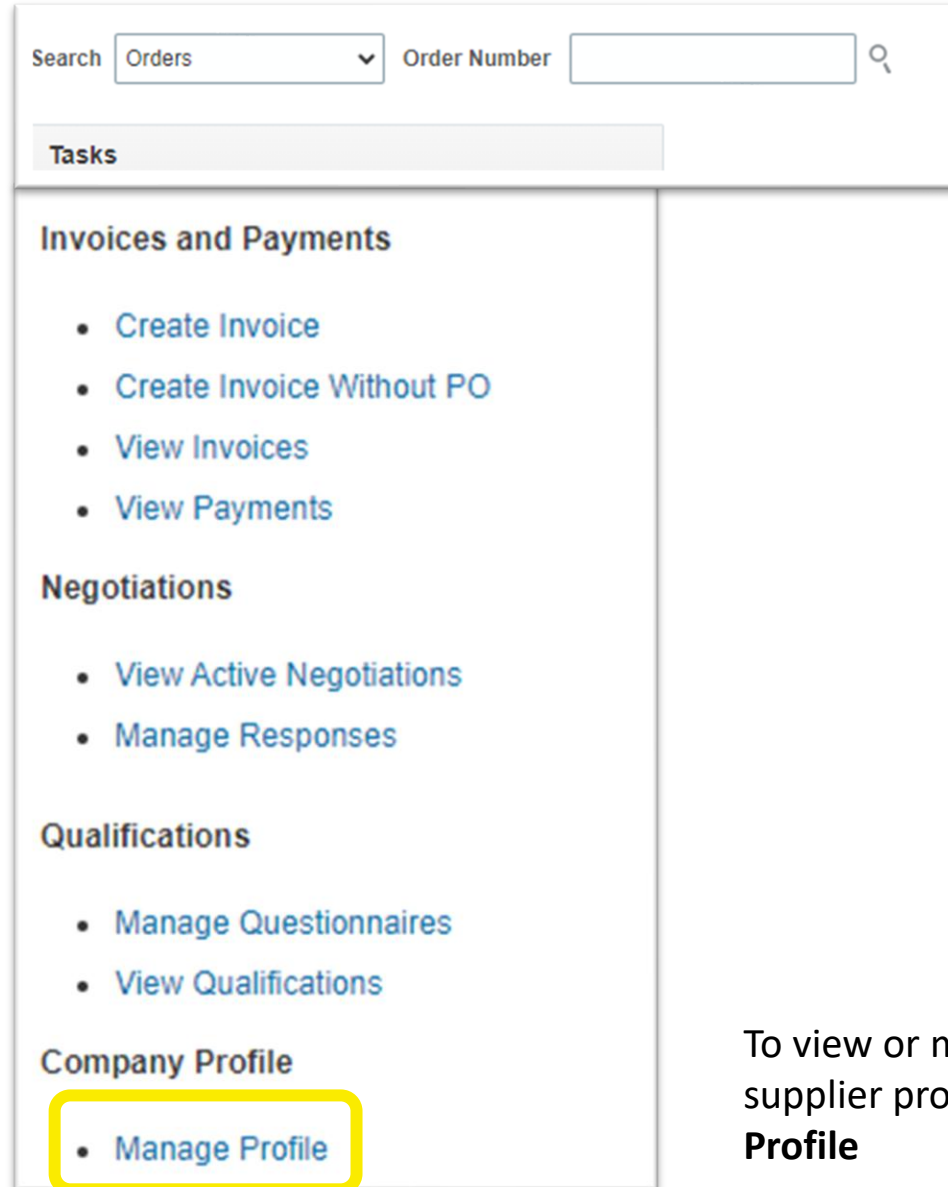 Search Orders Order Number
Tasks
Invoices and Payments
• Create Invoice
• Create Invoice Without PO
• View Invoices
• View Payments
Negotiations
• View Active Negotiations
• Manage Responses
Qualifications
• Manage Questionnaires
• View Qualifications
Company Profile
• Manage Profile
To view or
supplier
Profile